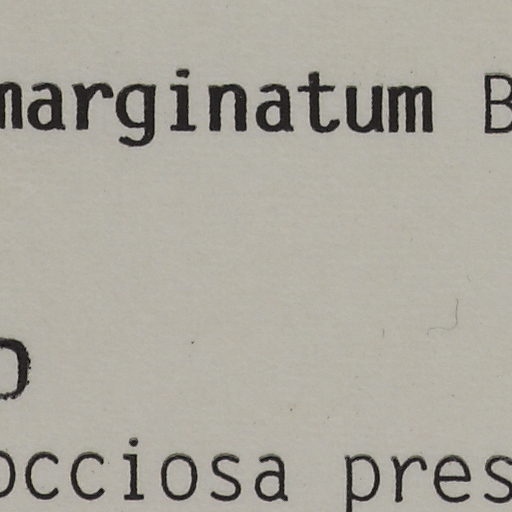 marginatum B
occiosa pres